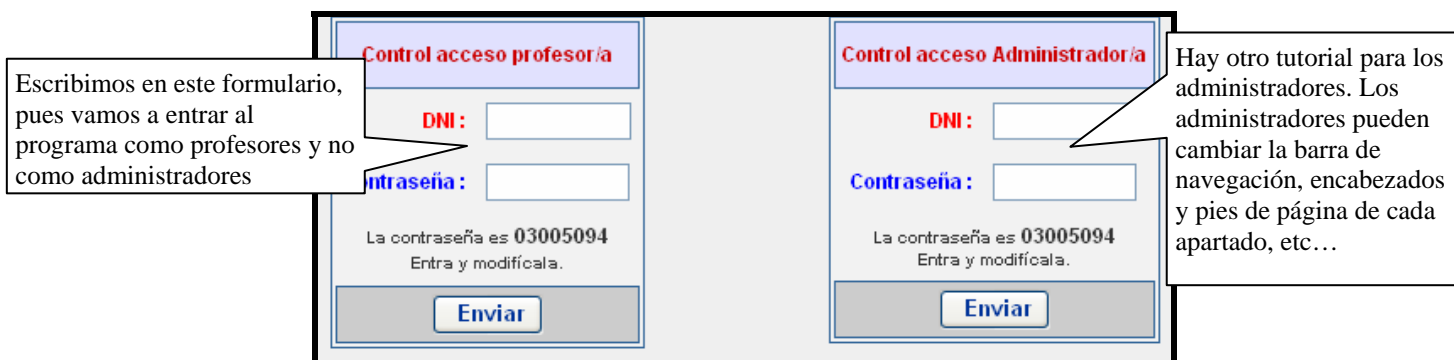 Escribimos en este formulario,
pues vamos a entrar al
programa como profesores y no
como administradores
Control acceso profesor/a
DNI :
ontraseña :
La contraseña es 03005094
Entra y modifícala.
Enviar
Control acceso Administrador/a
DNI :
Contraseña :
La contraseña es 03005094
Entra y modifícala.
Enviar
Hay otro tutorial para los
administradores. Los
administradores pueden
cambiar la barra de
navegación, encabezados
y pies de página de cada
apartado, etc…